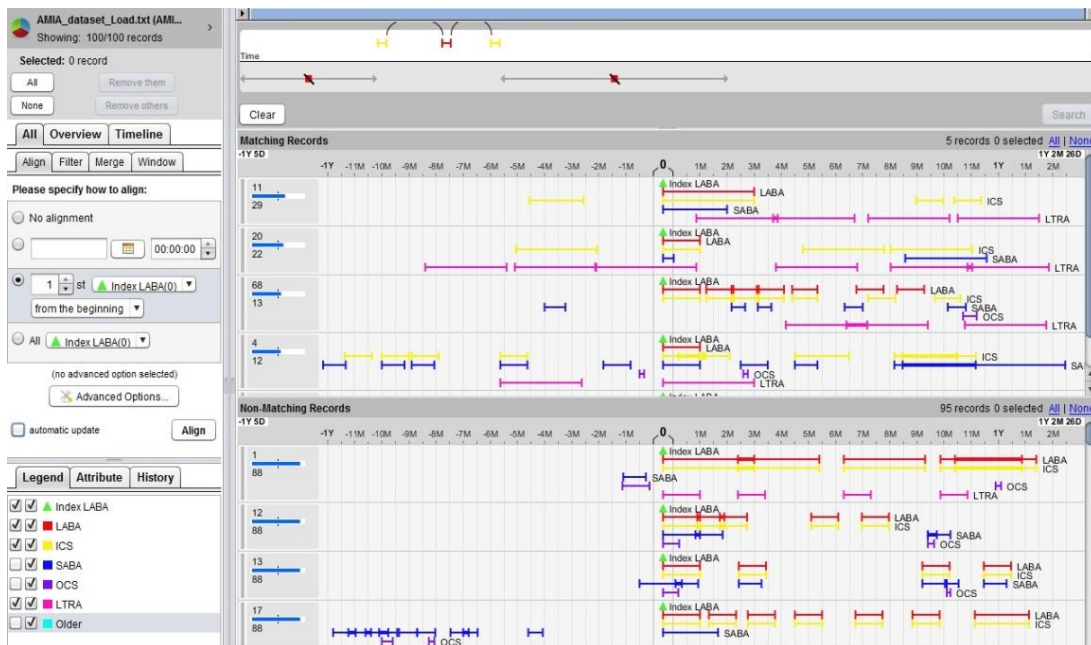 AMIA_dataset_Load.txt (AMI...
Showing: 100/100 records
Selected: 0 record
All Remove them
None Remove others
All Overview Timeline
Align Filter Merge Window
Please specify how to align:
No alignment
00:00:00
1 st Index LABA(0)
from the beginning
All Index LABA(0)
(no advanced option selected)
Advanced Options...
automatic update Align
Legend Attribute History
Index LABA
LABA
ICS
SABA
OCS
LTRA
Older
Time
Clear Search
Matching Records 5 records 0 selected All | None
-1Y 5D 1Y 2M 26D
-1Y -11M -10M -9M -8M -7M -6M -5M -4M -3M -2M -1M 0 1M 2M 3M 4M 5M 6M 7M 8M 9M 10M 11M 1Y 1M 2M
11 Index LABA
LABA
29 ICS
SABA
LTRA
20 Index LABA
LABA
22 ICS
SABA
LTRA
68 Index LABA
LABA
13 ICS
SABA
OCS
LTRA
4 Index LABA
LABA
12 ICS
SA
OCS
LTRA
Index LABA
Non-Matching Records 95 records 0 selected All | None
-1Y 5D 1Y 2M 26D
-1Y -11M -10M -9M -8M -7M -6M -5M -4M -3M -2M -1M 0 1M 2M 3M 4M 5M 6M 7M 8M 9M 10M 11M 1Y 1M 2M
1 Index LABA
LABA
88 ICS
SABA
OCS
LTRA
12 Index LABA
LABA
88 ICS
SABA
OCS
13 Index LABA
LABA
88 ICS
SABA
OCS
17 Index LABA
LABA
88 ICS
SABA
OCS